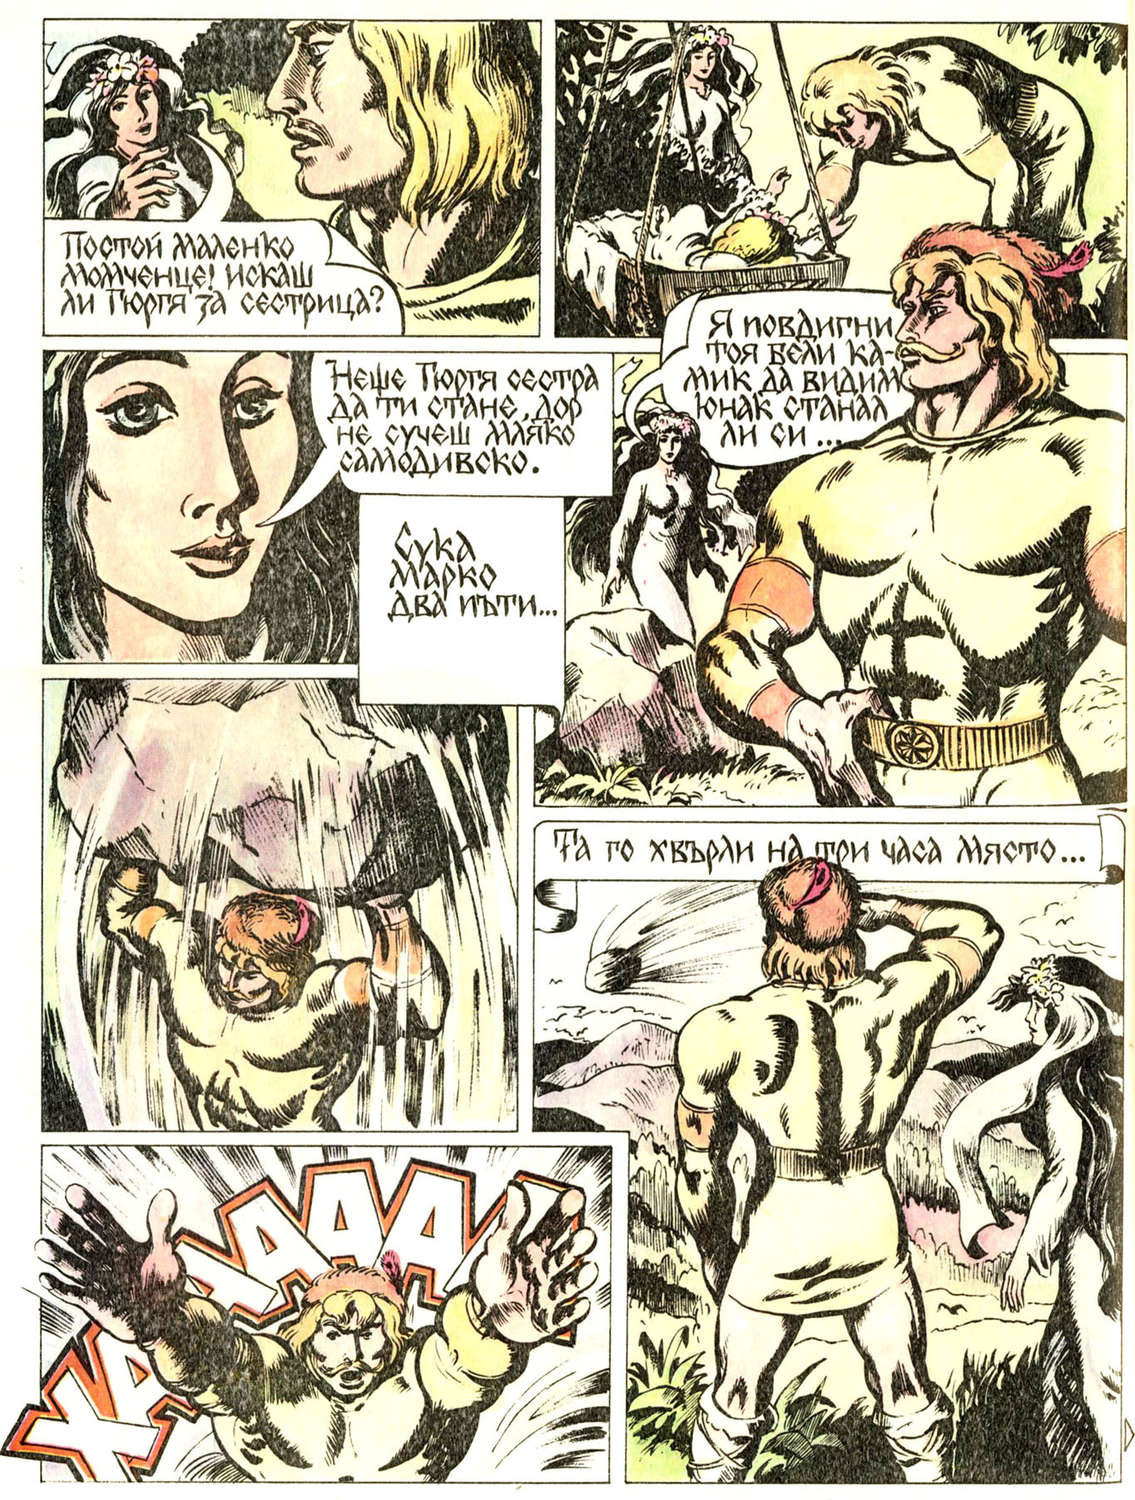 Постой маленко
момченце! искаш
ли Гюргя за сестрица?
Неще Гюргя сестра
да ти стане, дор
не сучеш мляко
самодивско.
Сука
Марко
два пъти...
Я повдигни
тоя бели ка-
мик да видим
юнак станал
ли си...
Та го хвърли на три часа място...
ХАААААА!